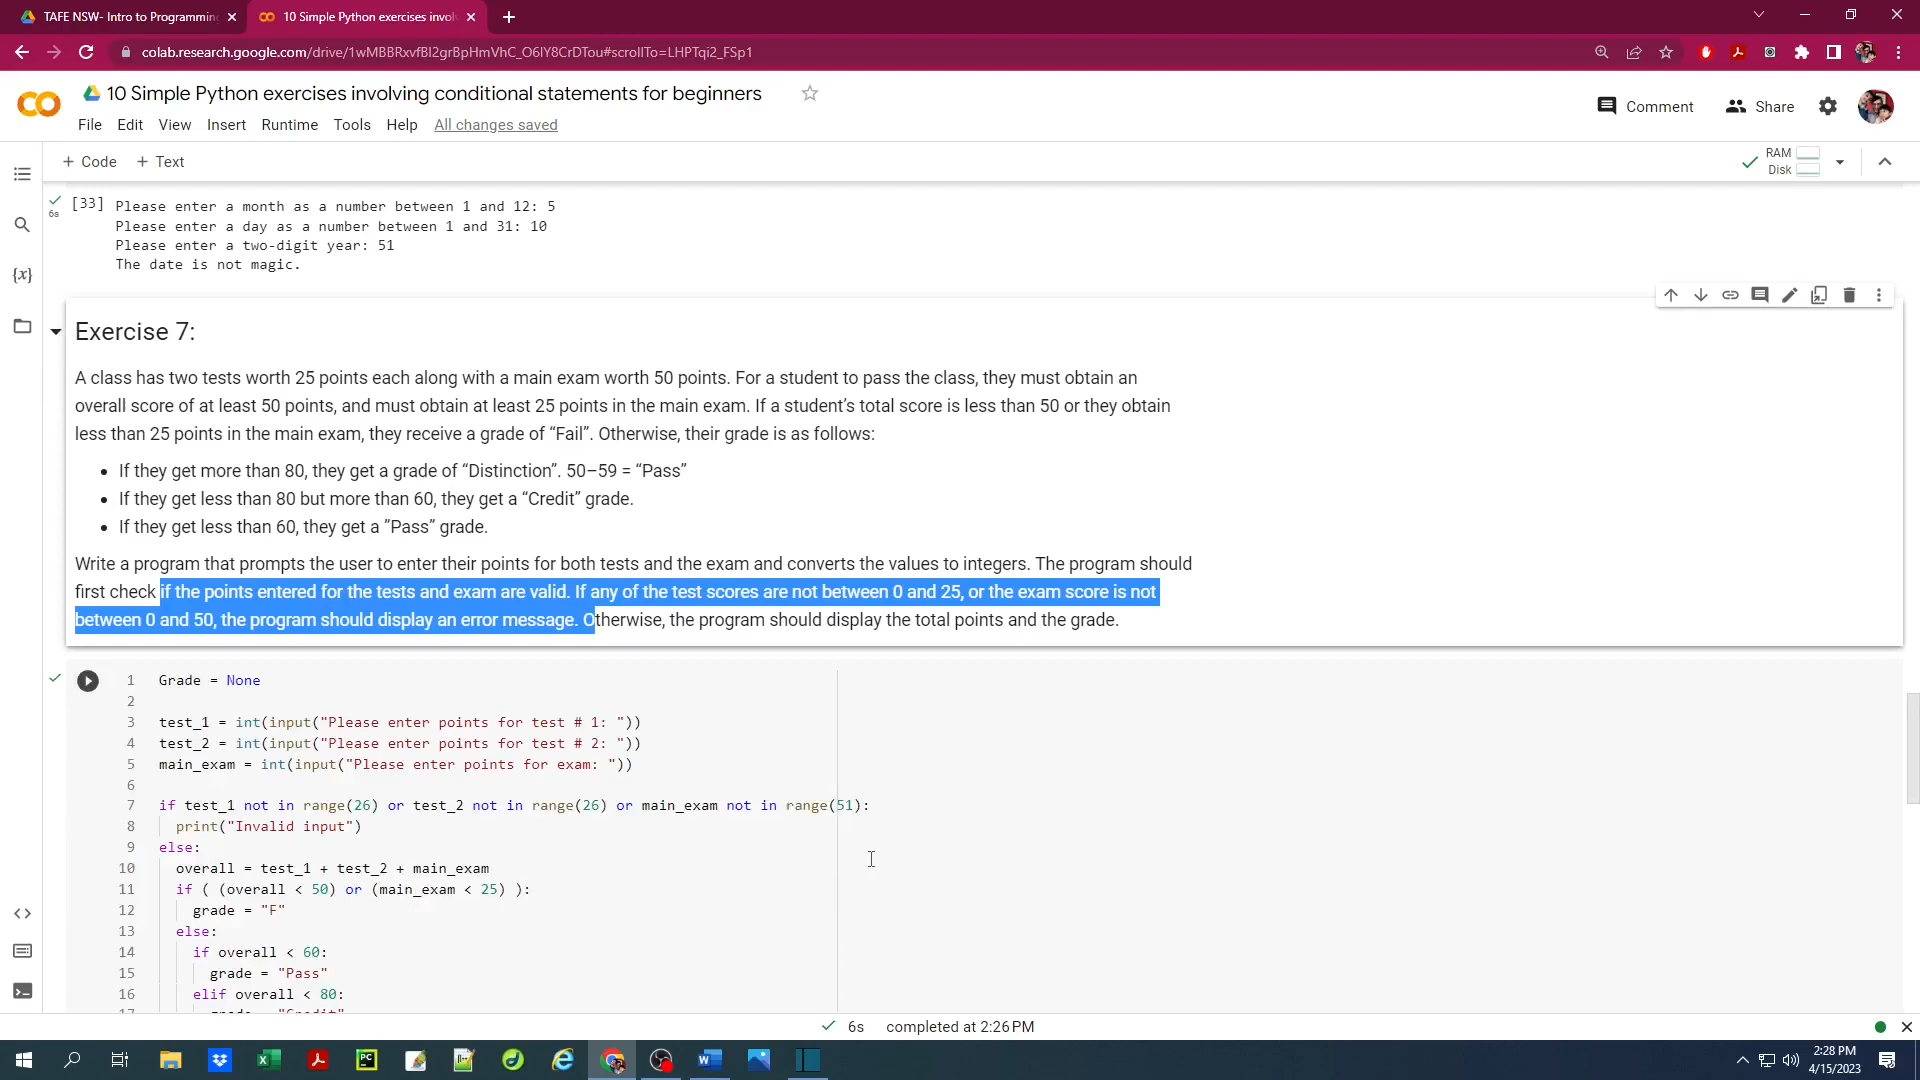 TAFE NSW- Intro to Programming
10 Simple Python exercises invol
colab.research.google.com/drive/1wMBBRxvfBl2grBpHmVhC_O6lY8CrDTou#scrollTo=LHPTqi2_FSp1
10 Simple Python exercises involving conditional statements for beginners
Comment
Share
File Edit View Insert Runtime Tools Help All changes saved
+ Code + Text
RAM
Disk
[33] Please enter a month as a number between 1 and 12: 5
6s
Please enter a day as a number between 1 and 31: 10
Please enter a two-digit year: 51
The date is not magic.
{x}
Exercise 7:
A class has two tests worth 25 points each along with a main exam worth 50 points. For a student to pass the class, they must obtain an
overall score of at least 50 points, and must obtain at least 25 points in the main exam. If a student’s total score is less than 50 or they obtain
less than 25 points in the main exam, they receive a grade of “Fail”. Otherwise, their grade is as follows:
• If they get more than 80, they get a grade of “Distinction”. 50–59 = “Pass”
• If they get less than 80 but more than 60, they get a “Credit” grade.
• If they get less than 60, they get a ”Pass” grade.
Write a program that prompts the user to enter their points for both tests and the exam and converts the values to integers. The program should
first check if the points entered for the tests and exam are valid. If any of the test scores are not between 0 and 25, or the exam score is not
between 0 and 50, the program should display an error message. Otherwise, the program should display the total points and the grade.
1 Grade = None
2
3 test_1 = int(input("Please enter points for test # 1: "))
4 test_2 = int(input("Please enter points for test # 2: "))
5 main_exam = int(input("Please enter points for exam: "))
6
7 if test_1 not in range(26) or test_2 not in range(26) or main_exam not in range(51):
8 print("Invalid input")
9 else:
10 overall = test_1 + test_2 + main_exam
11 if ( (overall < 50) or (main_exam < 25) ):
12 grade = "F"
13 else:
14 if overall < 60:
15 grade = "Pass"
16 elif overall < 80:
17 grade = "Credit"
6s completed at 2:26 PM
2:28 PM
4/15/2023